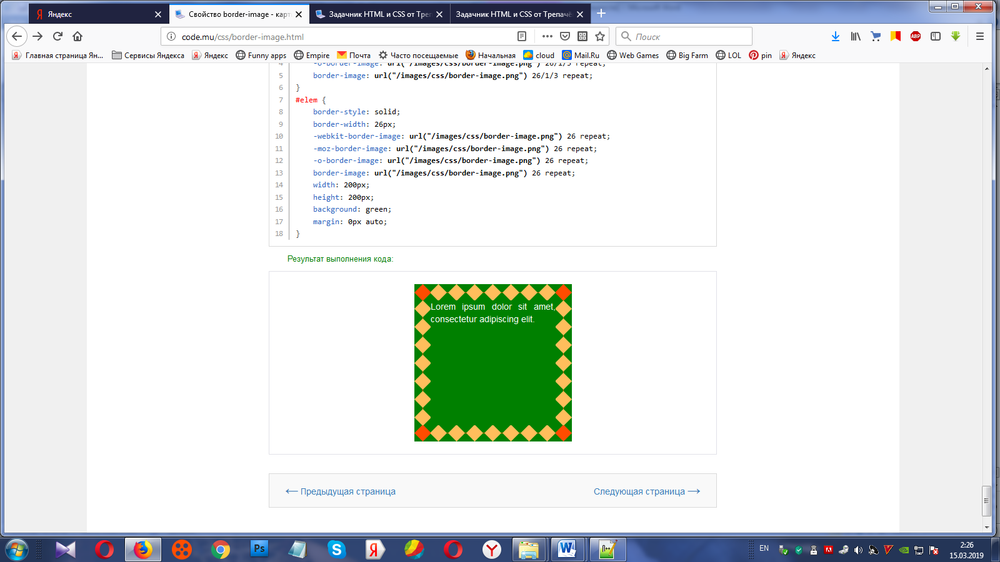 Яндекс
Свойство border-image - карт
Задачник HTML и CSS от Треп
Задачник HTML и CSS от Трепачё
code.mu/css/border-image.html
Поиск
Главная страница Ян...
Сервисы Яндекса
Яндекс
Funny apps
Empire
Почта
Часто посещаемые
Начальная
cloud
Mail.Ru
Web Games
Big Farm
LOL
pin
Яндекс
4 -o-border-image: url("/images/css/border-image.png") 26/1/3 repeat;
5 border-image: url("/images/css/border-image.png") 26/1/3 repeat;
6 }
7 #elem {
8 border-style: solid;
9 border-width: 26px;
10 -webkit-border-image: url("/images/css/border-image.png") 26 repeat;
11 -moz-border-image: url("/images/css/border-image.png") 26 repeat;
12 -o-border-image: url("/images/css/border-image.png") 26 repeat;
13 border-image: url("/images/css/border-image.png") 26 repeat;
14 width: 200px;
15 height: 200px;
16 background: green;
17 margin: 0px auto;
18 }
Результат выполнения кода:
Lorem ipsum dolor sit amet,
consectetur adipiscing elit.
← Предыдущая страница
Следующая страница →
EN
2:26
15.03.2019